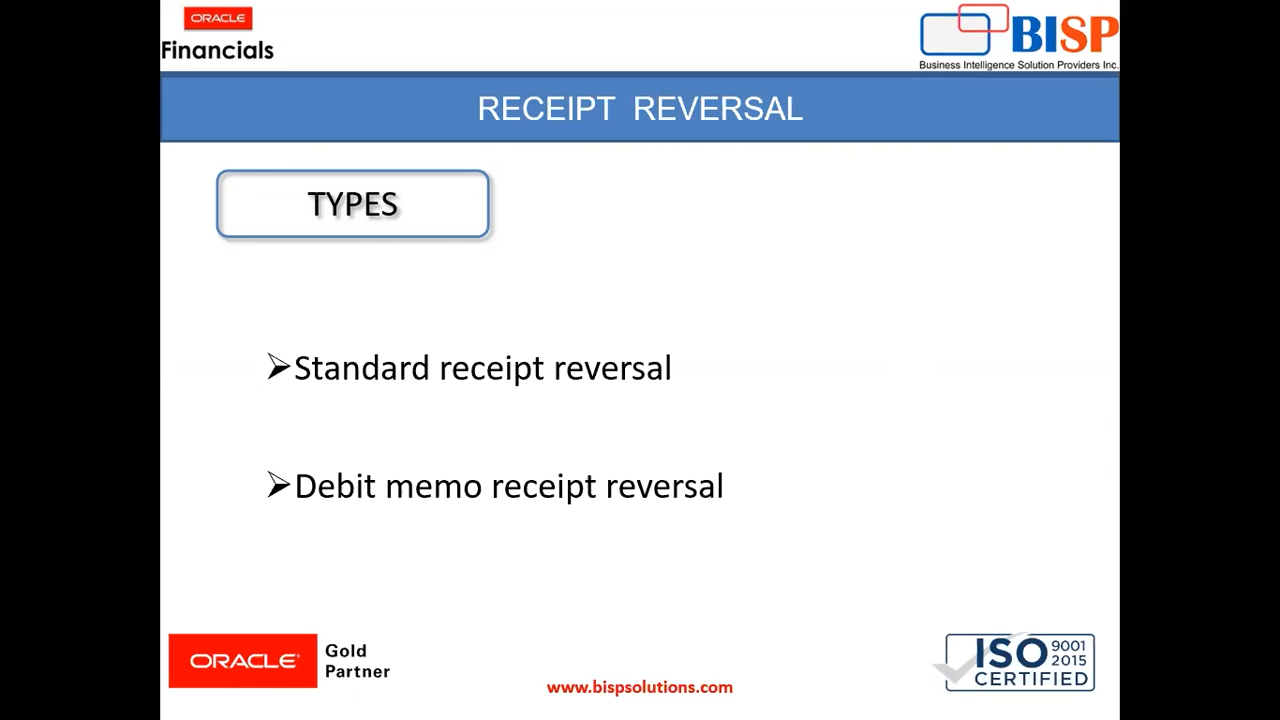 ORACLE
Financials
BISP
Business Intelligence Solution Providers Inc.
RECEIPT REVERSAL
TYPES
➢Standard receipt reversal
➢Debit memo receipt reversal
ORACLE®
Gold
Partner
www.bispsolutions.com
ISO 9001
2015
CERTIFIED